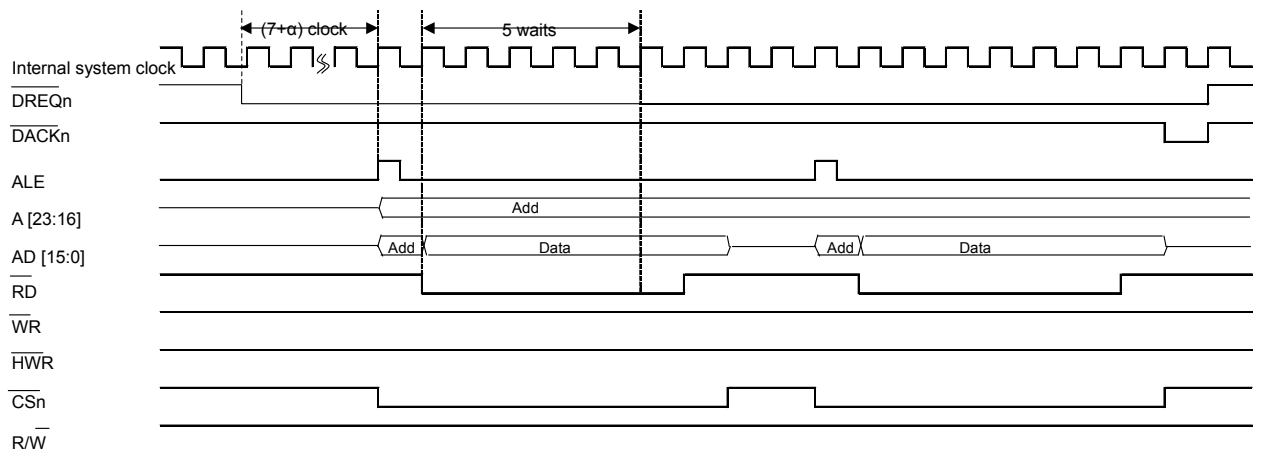 (7+α) clock
5 waits
Internal system clock
DREQn
DACKn
ALE
A [23:16]
Add
AD [15:0]
Add
Data
Add
Data
RD
WR
HWR
CSn
R/W